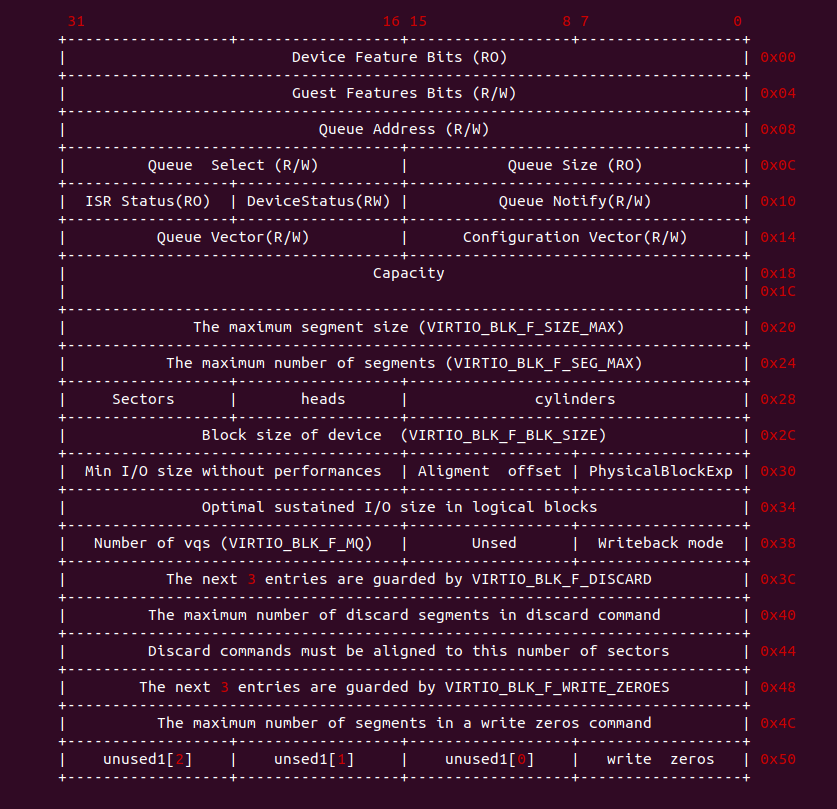 31 16 15 8 7 0
Device Feature Bits (RO) 0x00
Guest Features Bits (R/W) 0x04
Queue Address (R/W) 0x08
Queue Select (R/W) | Queue Size (RO) 0x0C
ISR Status(RO) | DeviceStatus(RW) | Queue Notify(R/W) 0x10
Queue Vector(R/W) | Configuration Vector(R/W) 0x14
Capacity 0x18
0x1C
The maximum segment size (VIRTIO_BLK_F_SIZE_MAX) 0x20
The maximum number of segments (VIRTIO_BLK_F_SEG_MAX) 0x24
Sectors | heads | cylinders 0x28
Block size of device (VIRTIO_BLK_F_BLK_SIZE) 0x2C
Min I/O size without performances | Aligment offset | PhysicalBlockExp 0x30
Optimal sustained I/O size in logical blocks 0x34
Number of vqs (VIRTIO_BLK_F_MQ) | Unsed | Writeback mode 0x38
The next 3 entries are guarded by VIRTIO_BLK_F_DISCARD 0x3C
The maximum number of discard segments in discard command 0x40
Discard commands must be aligned to this number of sectors 0x44
The next 3 entries are guarded by VIRTIO_BLK_F_WRITE_ZEROES 0x48
The maximum number of segments in a write zeros command 0x4C
unused1[2] | unsed1[1] | unused1[0] | write zeros 0x50